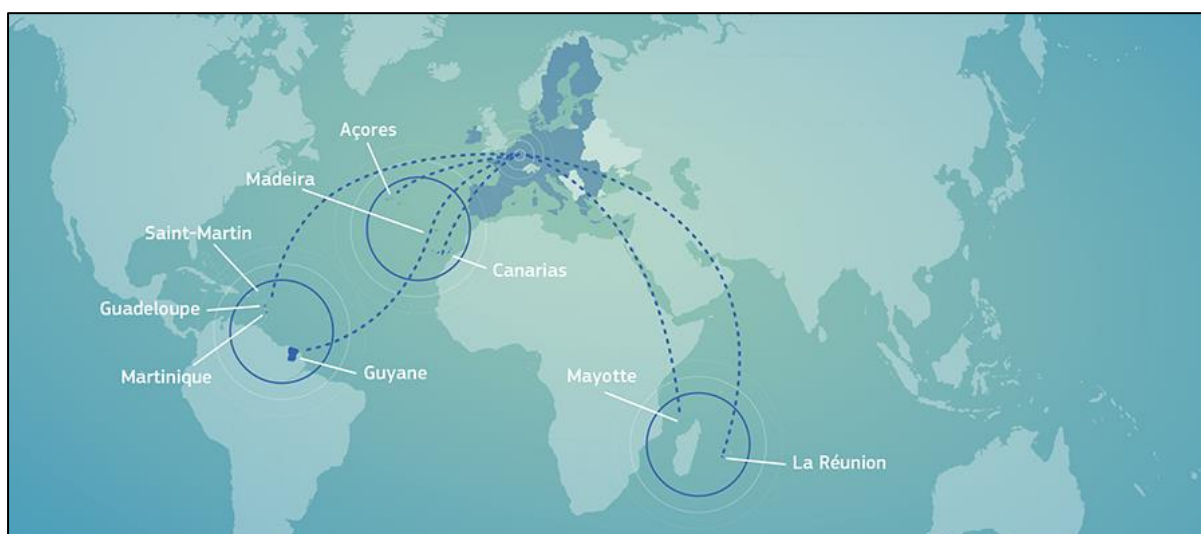 Açores
Madeira
Saint-Martin
Canarias
Guadeloupe
Martinique
Guyane
Mayotte
La Réunion